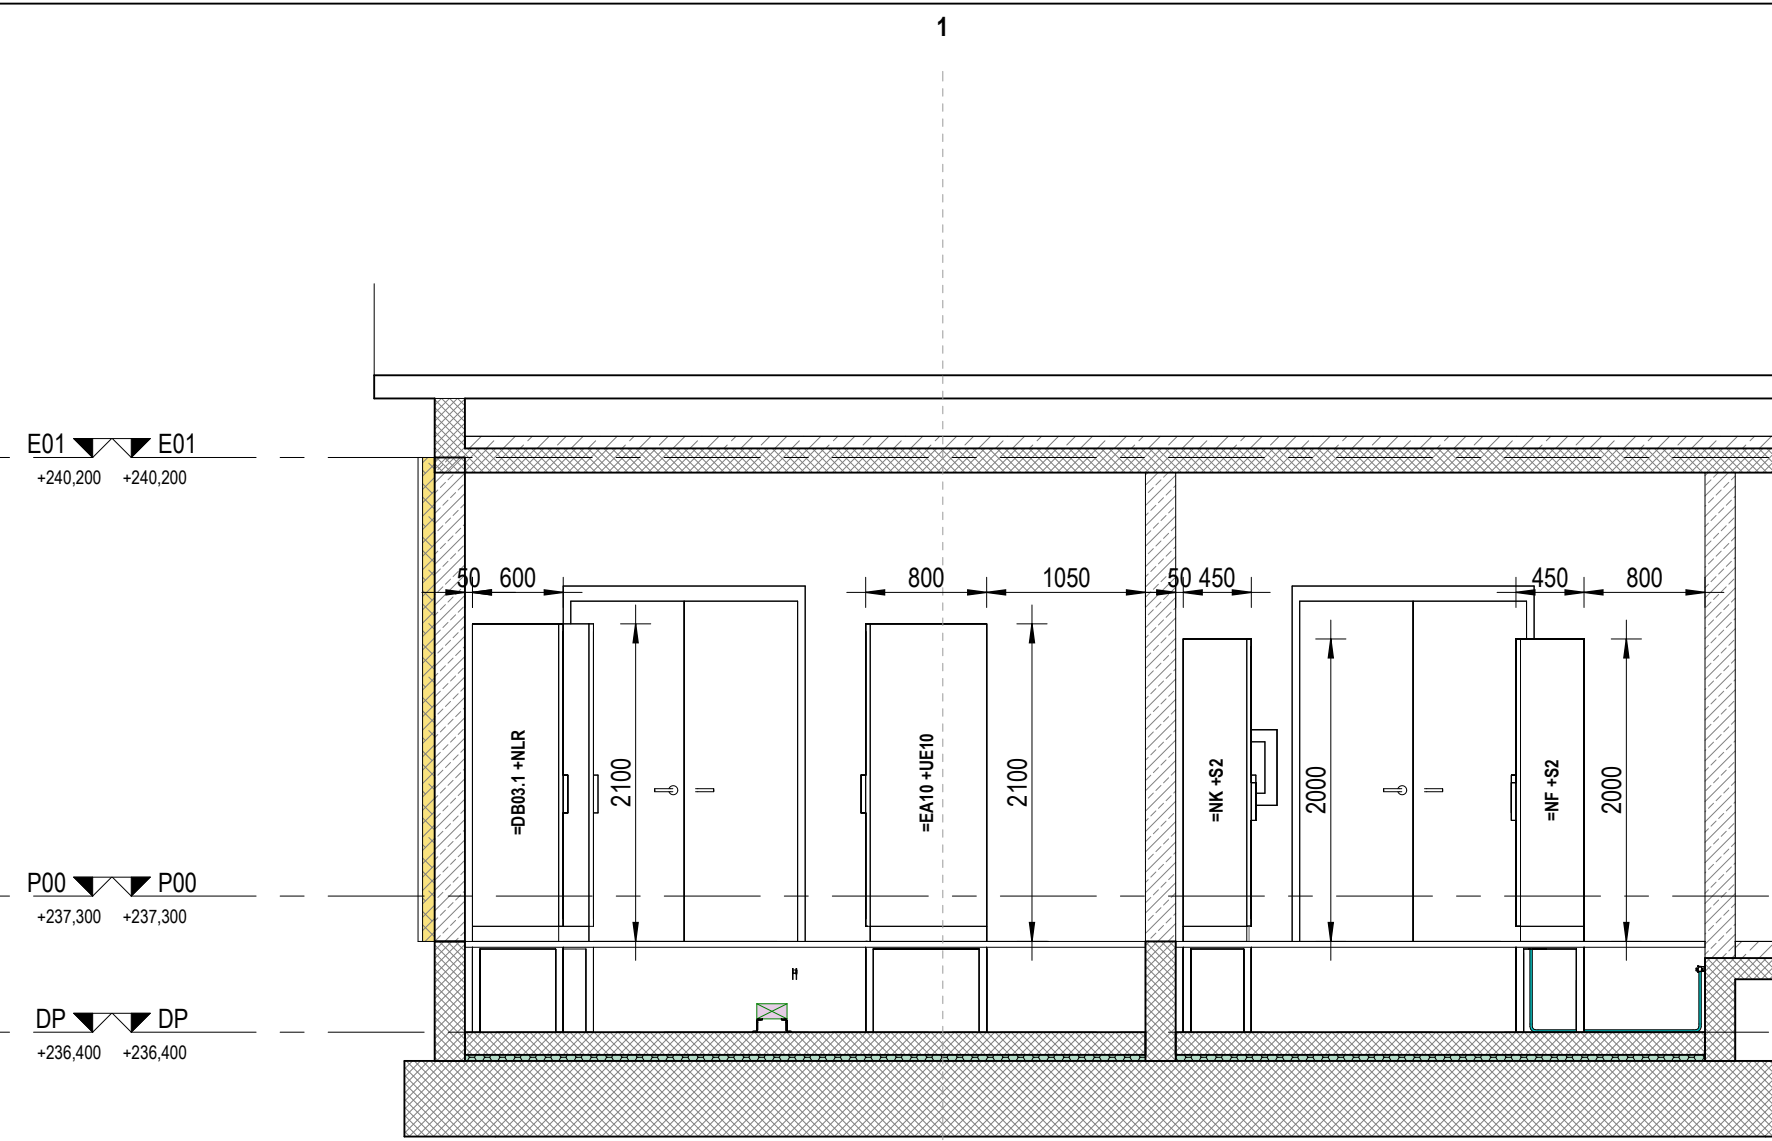 1
E01 E01
+240,200 +240,200
50 600 800 1050 50 450 450 800
=DB03.1 +NLR
2100
=EA10 +UE10
2100
=NK +S2
2000
=NF +S2
2000
P00 P00
+237,300 +237,300
DP DP
+236,400 +236,400